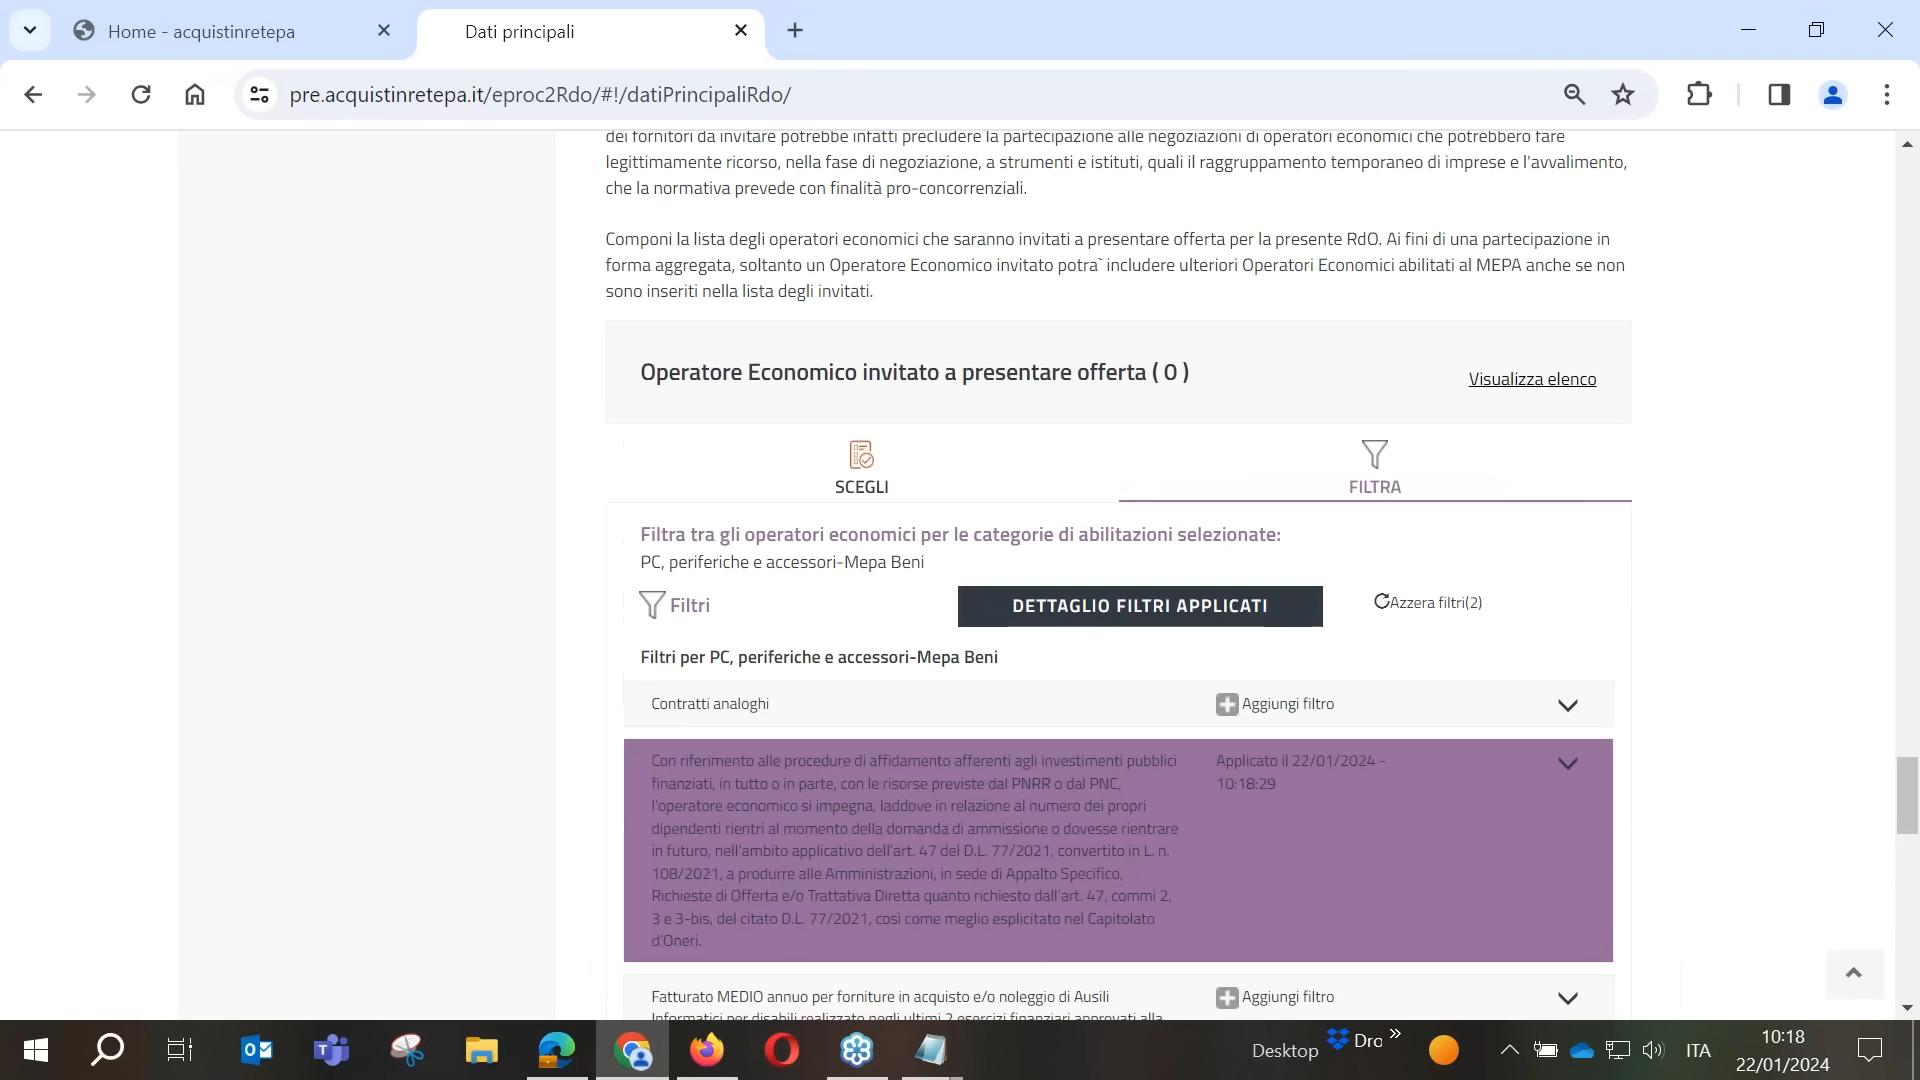 Home - acquistinretepa
Dati principali
pre.acquistinretepa.it/eproc2Rdo/#!/datiPrincipaliRdo/
dei fornitori da invitare potrebbe infatti precludere la partecipazione alle negoziazioni di operatori economici che potrebbero fare
legittimamente ricorso, nella fase di negoziazione, a strumenti e istituti, quali il raggruppamento temporaneo di imprese e l'avvalimento,
che la normativa prevede con finalità pro-concorrenziali.
Componi la lista degli operatori economici che saranno invitati a presentare offerta per la presente RdO. Ai fini di una partecipazione in
forma aggregata, soltanto un Operatore Economico invitato potra` includere ulteriori Operatori Economici abilitati al MEPA anche se non
sono inseriti nella lista degli invitati.
Operatore Economico invitato a presentare offerta ( 0 )
Visualizza elenco
SCEGLI
FILTRA
Filtra tra gli operatori economici per le categorie di abilitazioni selezionate:
PC, periferiche e accessori-Mepa Beni
Filtri
DETTAGLIO FILTRI APPLICATI
Azzera filtri(2)
Filtri per PC, periferiche e accessori-Mepa Beni
Contratti analoghi
Aggiungi filtro
Con riferimento alle procedure di affidamento afferenti agli investimenti pubblici
finanziati, in tutto o in parte, con le risorse previste dal PNRR o dal PNC,
l'operatore economico si impegna, laddove in relazione al numero dei propri
dipendenti rientri al momento della domanda di ammissione o dovesse rientrare
in futuro, nell'ambito applicativo dell'art. 47 del D.L. 77/2021, convertito in L. n.
108/2021, a produrre alle Amministrazioni, in sede di Appalto Specifico,
Richieste di Offerta e/o Trattativa Diretta quanto richiesto dall'art. 47, commi 2,
3 e 3-bis, del citato D.L. 77/2021, così come meglio esplicitato nel Capitolato
d'Oneri.
Applicato il 22/01/2024 -
10:18:29
Fatturato MEDIO annuo per forniture in acquisto e/o noleggio di Ausili
Informatici per disabili realizzato negli ultimi 2 esercizi finanziari approvati alla
Aggiungi filtro
Desktop
Dro
ITA
10:18
22/01/2024